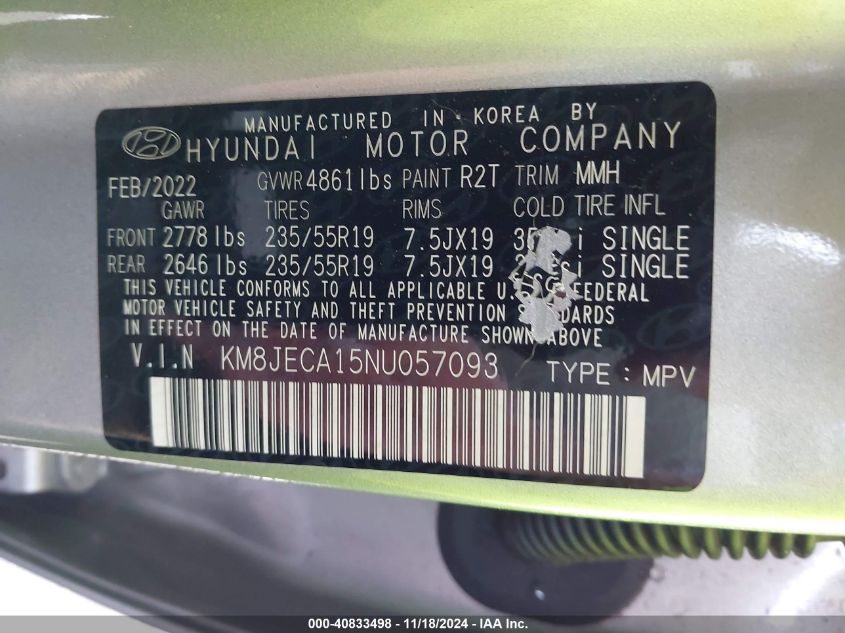 MANUFACTURED IN KOREA BY
HYUNDAI MOTOR COMPANY
FEB/2022 GVWR 4861 lbs PAINT R2T TRIM MMH
GAWR TIRES RIMS COLD TIRE INFL
FRONT 2778 lbs 235/55R19 7.5JX19 SINGLE
REAR 2646 lbs 235/55R19 7.5JX19 SINGLE
THIS VEHICLE CONFORMS TO ALL APPLICABLE FEDERAL
MOTOR VEHICLE SAFETY AND THEFT PREVENTION
IN EFFECT ON THE DATE OF MANUFACTURE SHOWN ABOVE
V.I.N KM8JECA15NU057093 TYPE : MPV
000-40833498 - 11/18/2024 - IAA Inc.